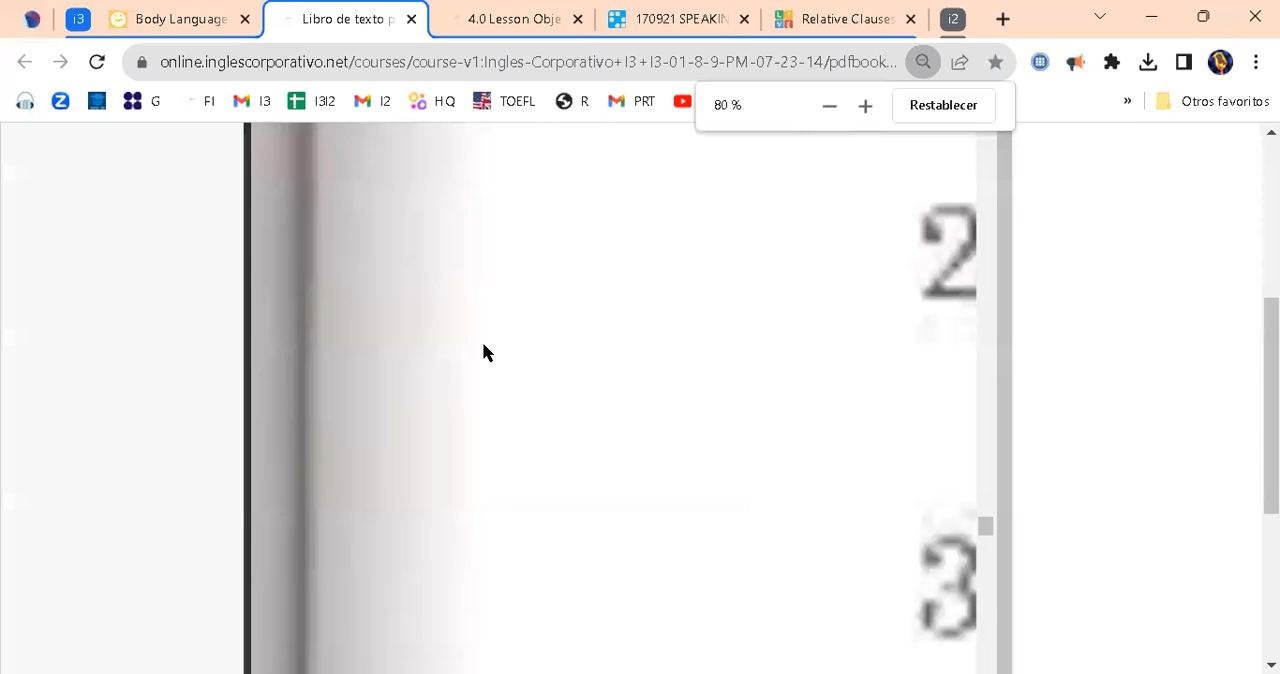 i3
Body Language
Libro de texto p
4.0 Lesson Obje
170921 SPEAKIN
Relative Clauses
i2
online.inglescorporativo.net/courses/course-v1:Ingles-Corporativo+I3+I3-01-8-9-PM-07-23-14/pdfbook...
G
FI
I3
I3I2
I2
HQ
TOEFL
R
PRT
»
Otros favoritos
80 %
Restablecer
2
3